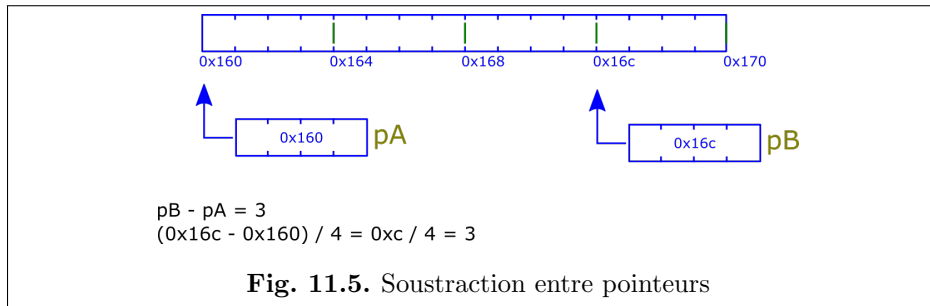 0x160 0x164 0x168 0x16c 0x170
0x160 pA 0x16c pB
pB - pA = 3
(0x16c - 0x160) / 4 = 0xc / 4 = 3
Fig. 11.5. Soustraction entre pointeurs